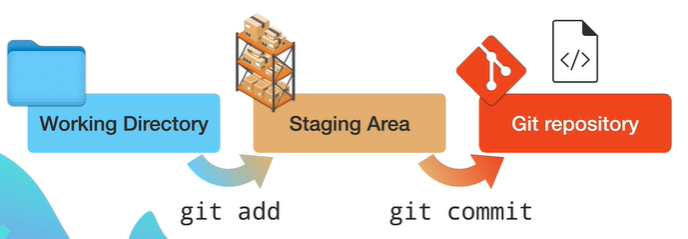 Working Directory
Staging Area
Git repository
</>
git add
git commit